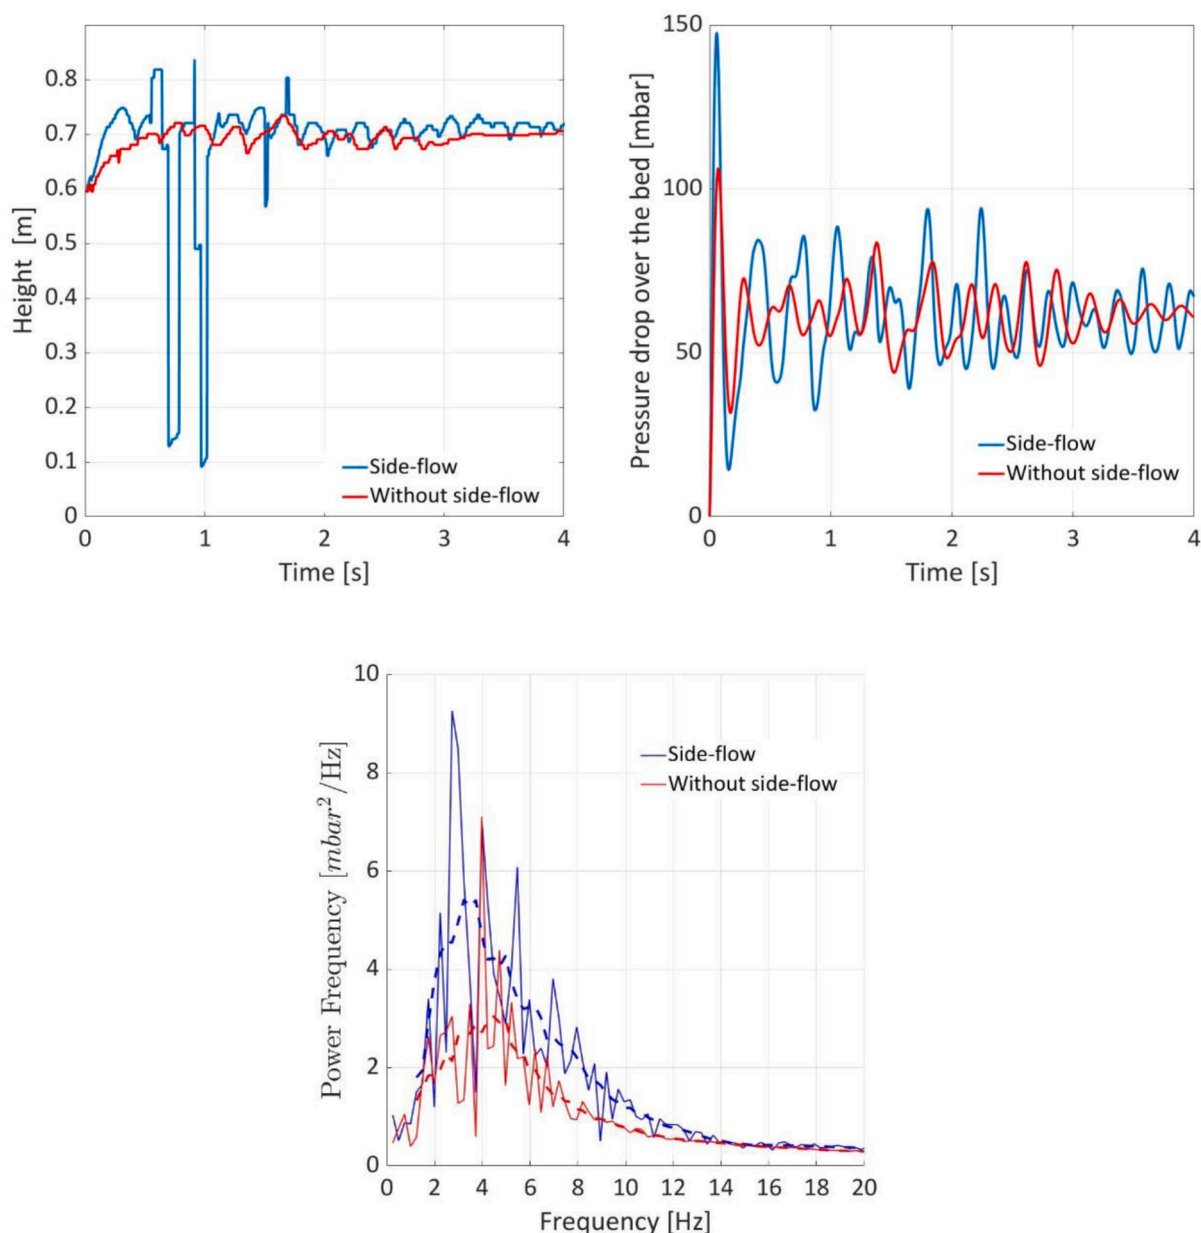 0.8
0.7
0.6
0.5
0.4
0.3
0.2
0.1
0
Height [m]
0 1 2 3 4
Time [s]
Side-flow
Without side-flow
150
100
50
0
Pressure drop over the bed [mbar]
0 1 2 3 4
Time [s]
Side-flow
Without side-flow
10
8
6
4
2
0
Power Frequency [mbar²/Hz]
0 2 4 6 8 10 12 14 16 18 20
Frequency [Hz]
Side-flow
Without side-flow